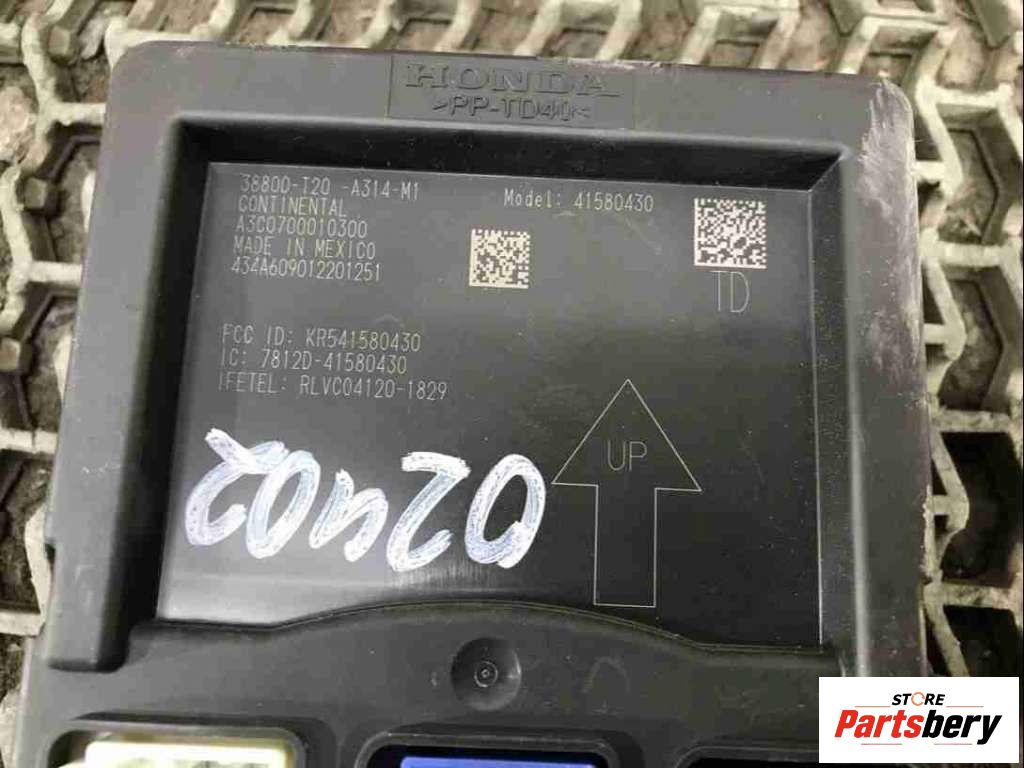 HONDA
>PP-TD40<
38800-T20 -A314-M1
CONTINENTAL
A3C0700010300
MADE IN MEXICO
434A609012201251
Model: 41580430
TD
FCC ID: KR541580430
IC: 7812D-41580430
IFETEL: RLVC04120-1829
UP
02402
STORE
Partsbery